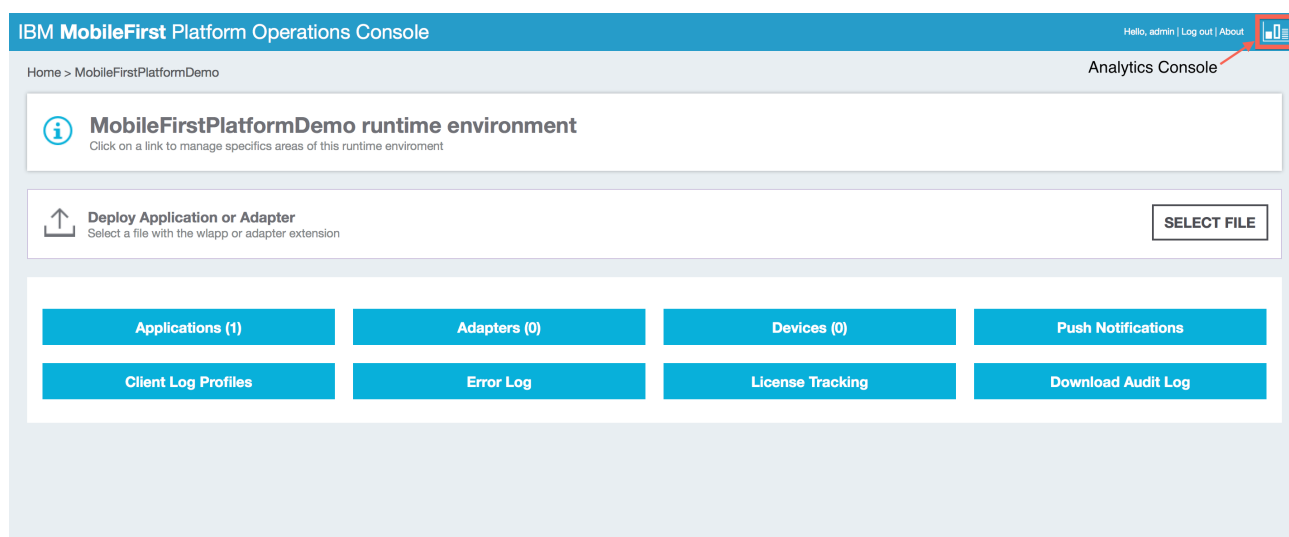 IBM MobileFirst Platform Operations Console
Hello, admin | Log out | About
Home > MobileFirstPlatformDemo
Analytics Console
MobileFirstPlatformDemo runtime environment
Click on a link to manage specifics areas of this runtime enviroment
Deploy Application or Adapter
Select a file with the wlapp or adapter extension
SELECT FILE
Applications (1)
Adapters (0)
Devices (0)
Push Notifications
Client Log Profiles
Error Log
License Tracking
Download Audit Log